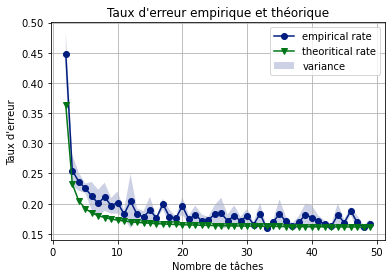 Taux d'erreur empirique et théorique
empirical rate
theoritical rate
variance
Taux d'erreur
0.50
0.45
0.40
0.35
0.30
0.25
0.20
0.15
0 10 20 30 40 50
Nombre de tâches